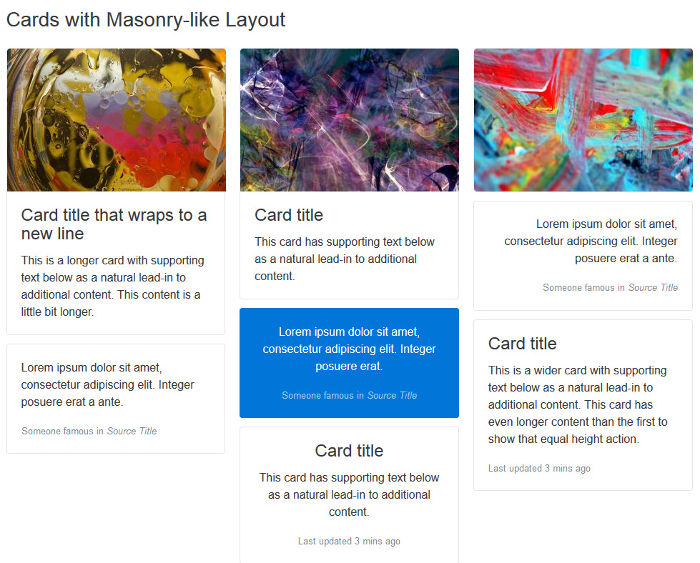 Cards with Masonry-like Layout
Card title that wraps to a
new line
This is a longer card with supporting
text below as a natural lead-in to
additional content. This content is a
little bit longer.
Lorem ipsum dolor sit amet,
consectetur adipiscing elit. Integer
posuere erat a ante.
Someone famous in Source Title
Card title
This card has supporting text below
as a natural lead-in to additional
content.
Lorem ipsum dolor sit amet,
consectetur adipiscing elit. Integer
posuere erat.
Someone famous in Source Title
Card title
This card has supporting text below
as a natural lead-in to additional
content.
Last updated 3 mins ago
Lorem ipsum dolor sit amet,
consectetur adipiscing elit. Integer
posuere erat a ante.
Someone famous in Source Title
Card title
This is a wider card with supporting
text below as a natural lead-in to
additional content. This card has
even longer content than the first to
show that equal height action.
Last updated 3 mins ago